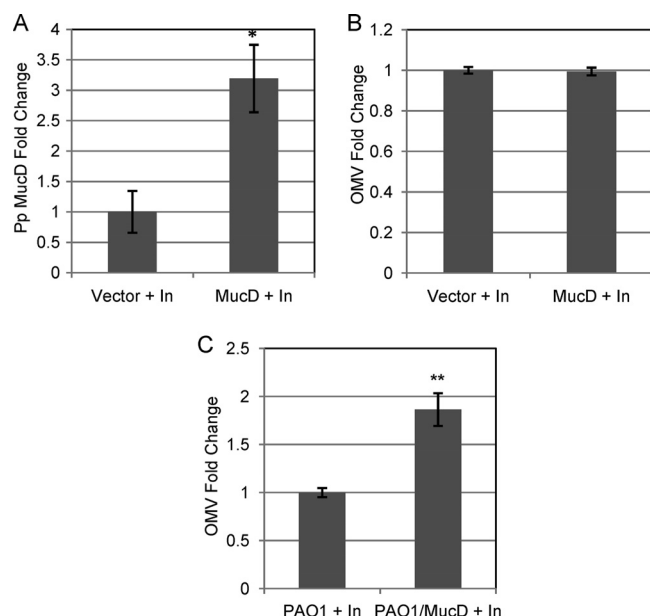 A
Pp MucD Fold Change
4
3.5
3
2.5
2
1.5
1
0.5
0
*
Vector + In
MucD + In
B
OMV Fold Change
1.2
1
0.8
0.6
0.4
0.2
0
Vector + In
MucD + In
C
OMV Fold Change
2.5
2
1.5
1
0.5
0
**
PAO1 + In
PAO1/MucD + In